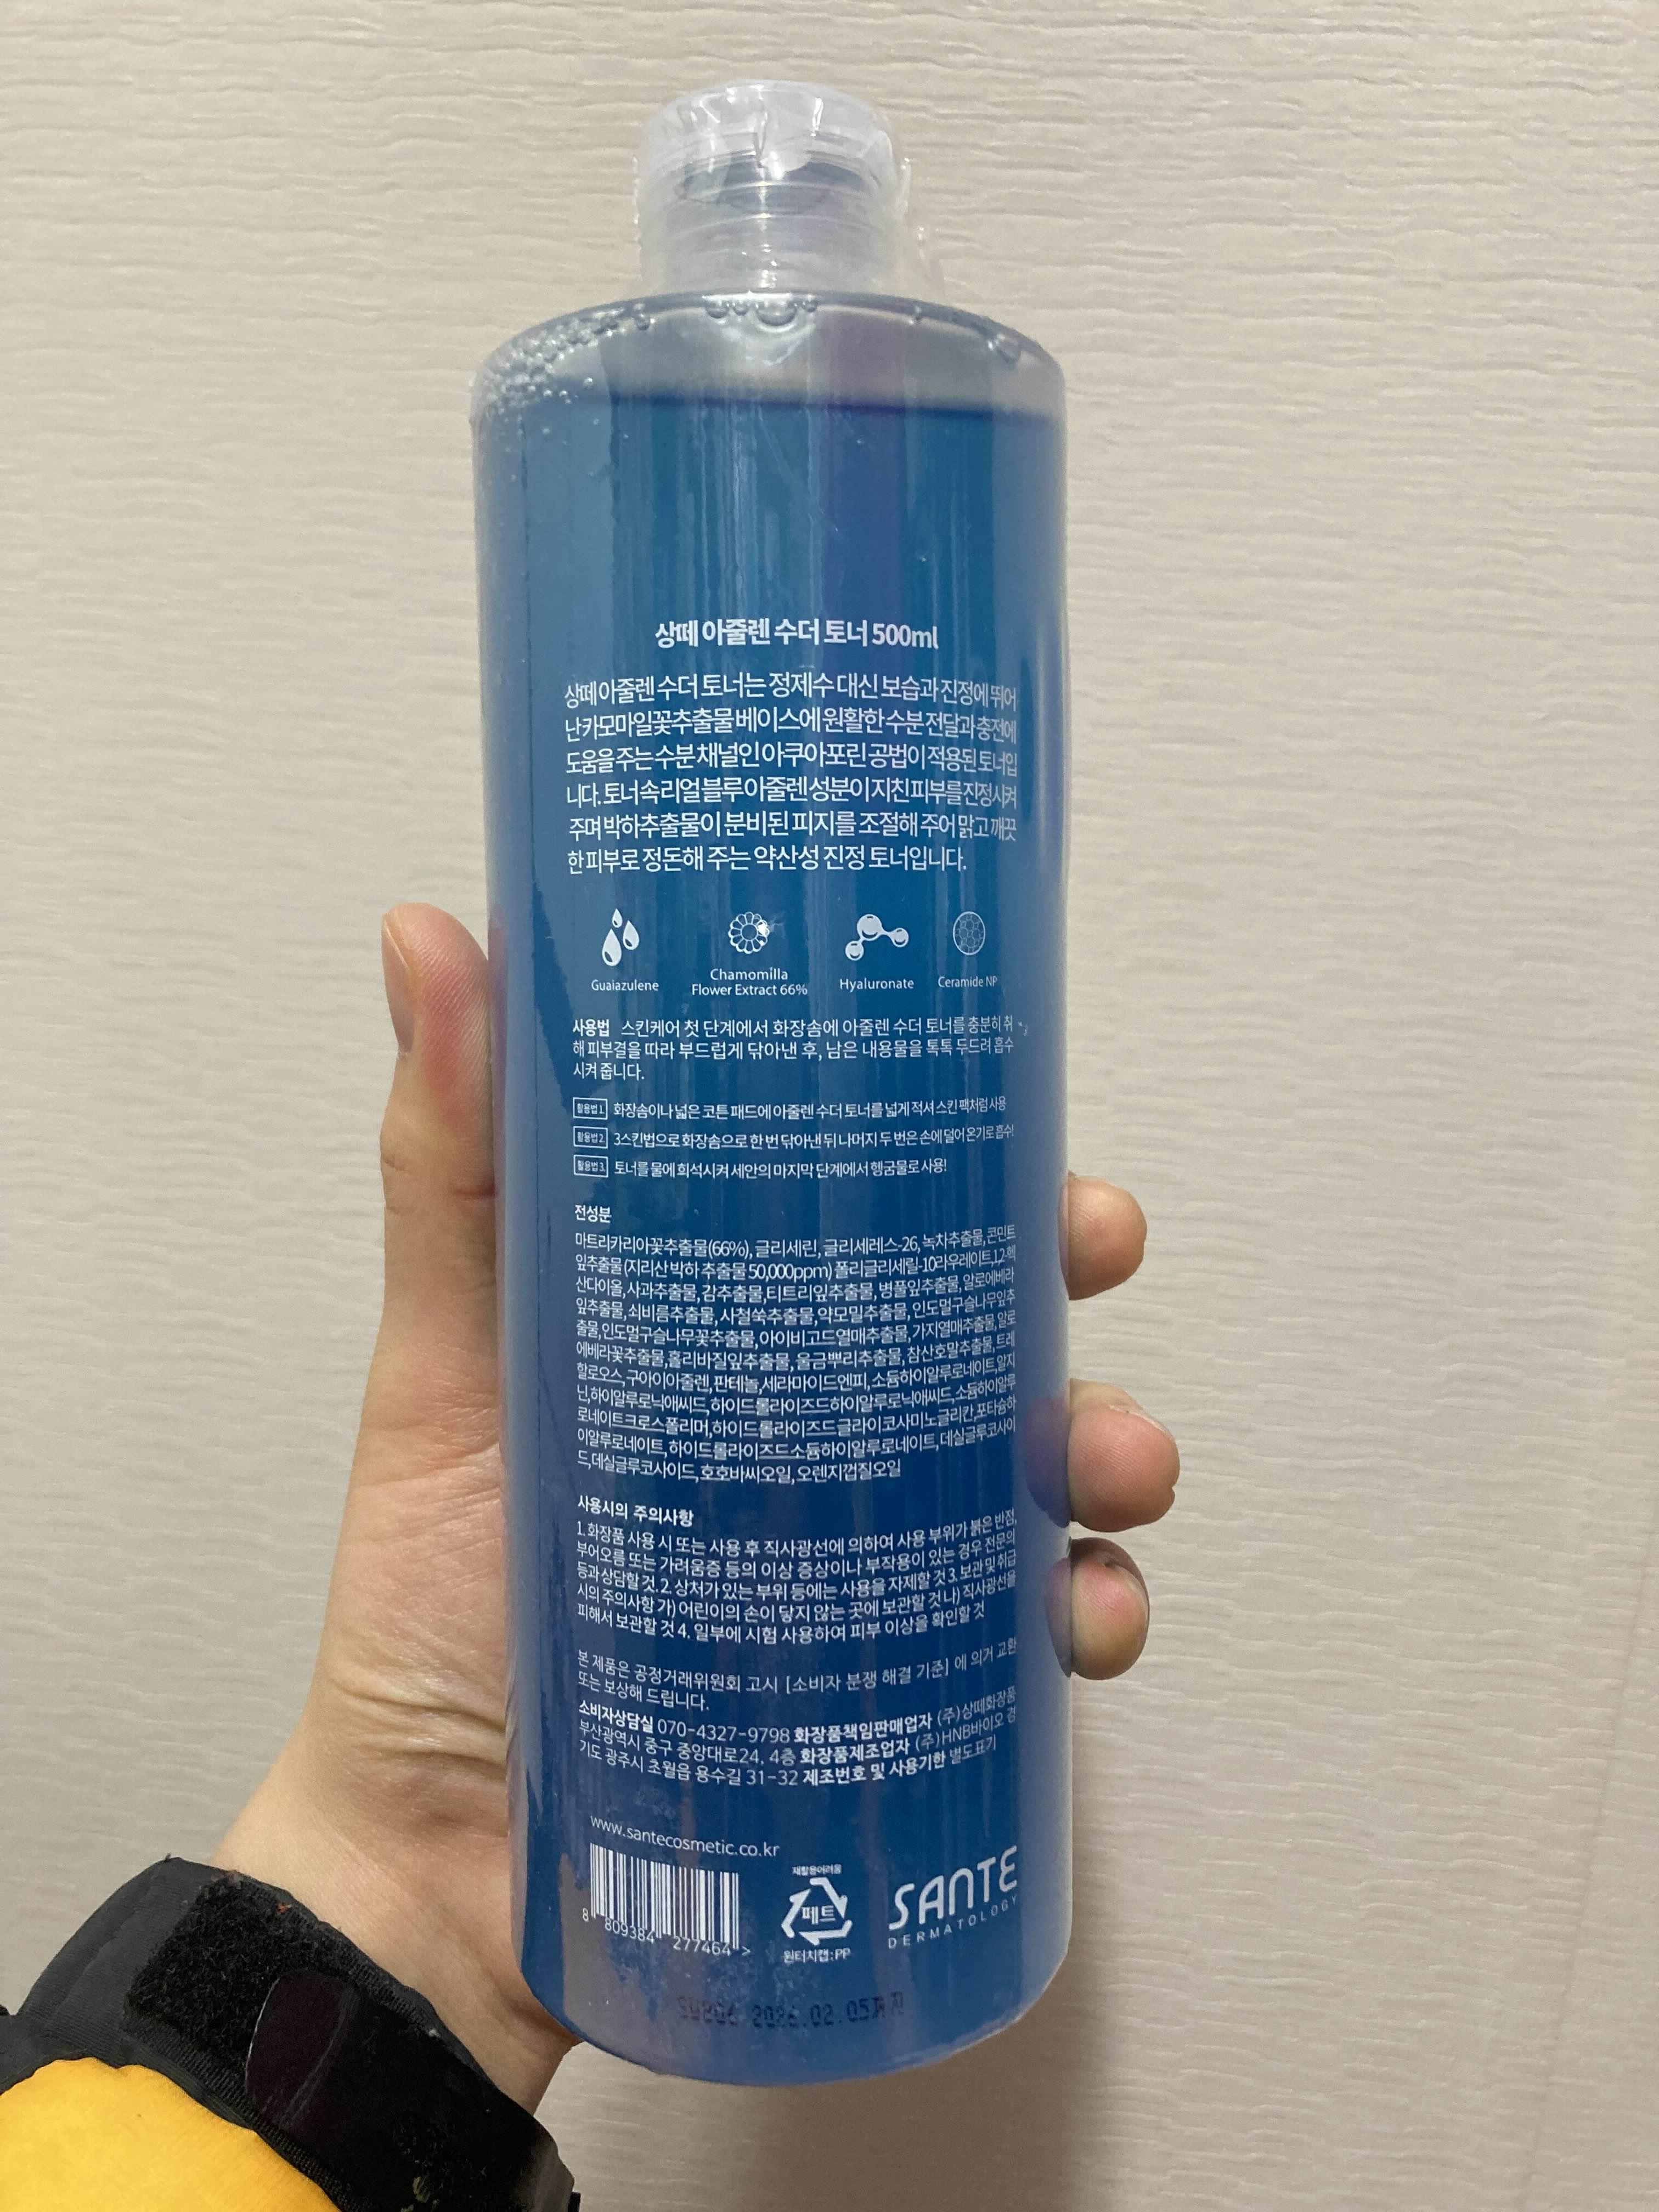 상떼 아줄렌 수더 토너 500ml
상떼 아줄렌 수더 토너는 정제수 대신 보습과 진정에 뛰어
난 카모마일꽃추출물 베이스에 원활한 수분 전달과 충전에
도움을 주는 수분 채널인 아쿠아포린 공법이 적용된 토너입
니다. 토너 속 리얼 블루 아줄렌 성분이 지친 피부를 진정시켜
주며 박하추출물이 분비된 피지를 조절해 주어 맑고 깨끗
한 피부로 정돈해 주는 약산성 진정 토너입니다.
Guaiazulene
Chamomilla
Flower Extract 66%
Hyaluronate
Ceramide NP
사용법 스킨케어 첫 단계에서 화장솜에 아줄렌 수더 토너를 충분히 취
해 피부결을 따라 부드럽게 닦아낸 후, 남은 내용물을 톡톡 두드려 흡수
시켜 줍니다.
활용법 1. 화장솜이나 넓은 코튼 패드에 아줄렌 수더 토너를 넓게 적셔 스킨 팩처럼 사용
활용법 2. 3스킨법으로 화장솜으로 한 번 닦아낸 뒤 나머지 두 번은 손에 덜어 온기로 흡수!
활용법 3. 토너를 물에 희석시켜 세안의 마지막 단계에서 헹굼물로 사용!
전성분
마트리카리아꽃추출물(66%), 글리세린, 글리세레스-26, 녹차추출물, 콘민트
잎추출물(지리산 박하 추출물 50,000ppm) 폴리글리세릴-10라우레이트,1,2-헥
산다이올, 사과추출물, 감추출물,티트리잎추출물, 병풀잎추출물, 알로에베라
잎추출물, 쇠비름추출물, 사철쑥추출물, 약모밀추출물, 인도멀구슬나무잎추
출물,인도멀구슬나무꽃추출물, 아이비고드열매추출물, 가지열매추출물, 알로
에베라꽃추출물,홀리바질잎추출물, 울금뿌리추출물, 참산호말추출물, 트레
할로오스, 구아이아줄렌, 판테놀,세라마이드엔피, 소듐하이알루로네이트,알지
닌,하이알루로닉애씨드, 하이드롤라이즈드하이알루로닉애씨드, 소듐하이알루
로네이트크로스폴리머,하이드롤라이즈드글라이코사미노글리칸,포타슘하
이알루로네이트,하이드롤라이즈드소듐하이알루로네이트, 데실글루코사이
드,데실글루코사이드, 호호바씨오일, 오렌지껍질오일
사용시의 주의사항
1. 화장품 사용 시 또는 사용 후 직사광선에 의하여 사용 부위가 붉은 반점,
부어오름 또는 가려움증 등의 이상 증상이나 부작용이 있는 경우 전문의
등과 상담할 것. 2. 상처가 있는 부위 등에는 사용을 자제할 것 3. 보관 및 취급
시의 주의사항 가) 어린이의 손이 닿지 않는 곳에 보관할 것 나) 직사광선을
피해서 보관할 것 4. 일부에 시험 사용하여 피부 이상을 확인할 것
본 제품은 공정거래위원회 고시 [소비자 분쟁 해결 기준] 에 의거 교환
또는 보상해 드립니다.
소비자상담실 070-4327-9798 화장품책임판매업자 (주)상떼화장품
부산광역시 중구 중앙대로24, 4층 화장품제조업자 (주)HNB바이오 경
기도 광주시 초월읍 용수길 31-32 제조번호 및 사용기한 별도표기
www.santecosmetic.co.kr
8 809384 277464 >
재활용어려움
페트
원터치캡:PP
SANTE
DERMATOLOGY